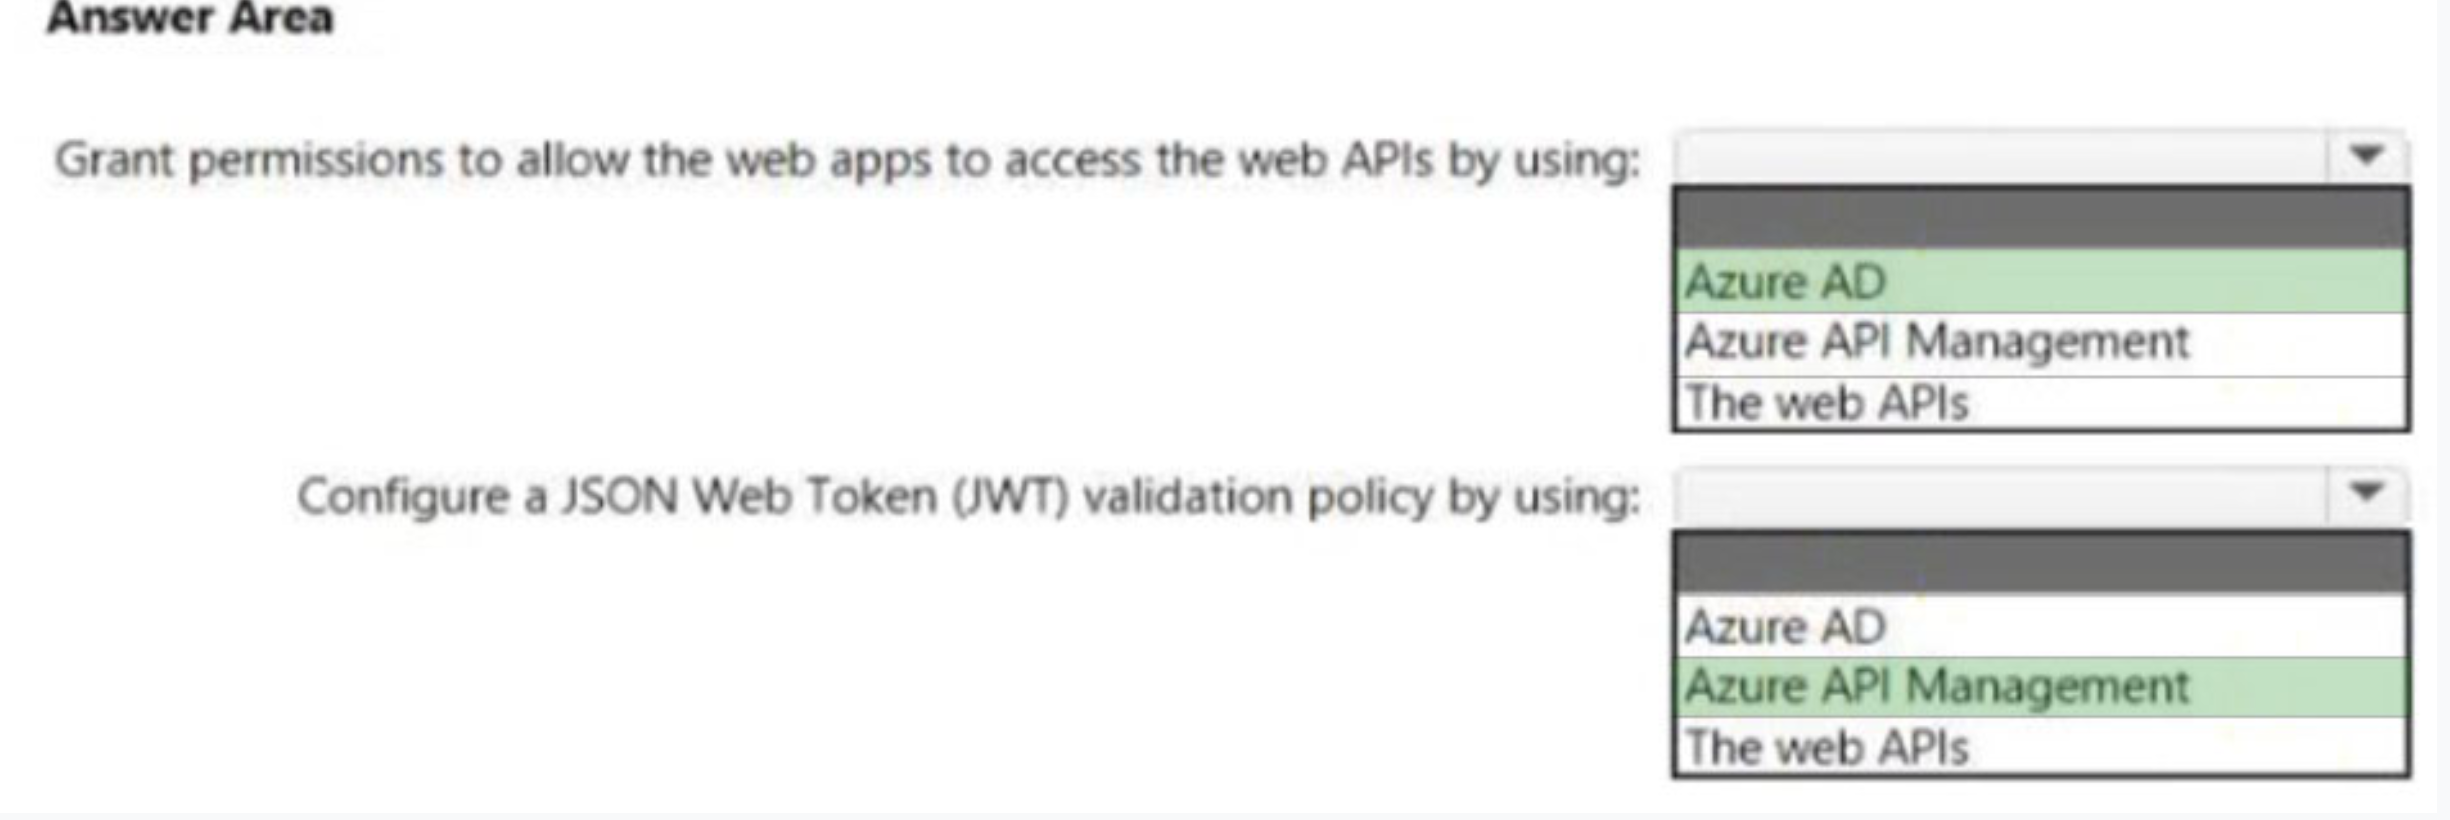 Answer Area
Grant permissions to allow the web apps to access the web APIs by using:
Azure AD
Azure API Management
The web APIs
Configure a JSON Web Token (JWT) validation policy by using:
Azure AD
Azure API Management
The web APIs